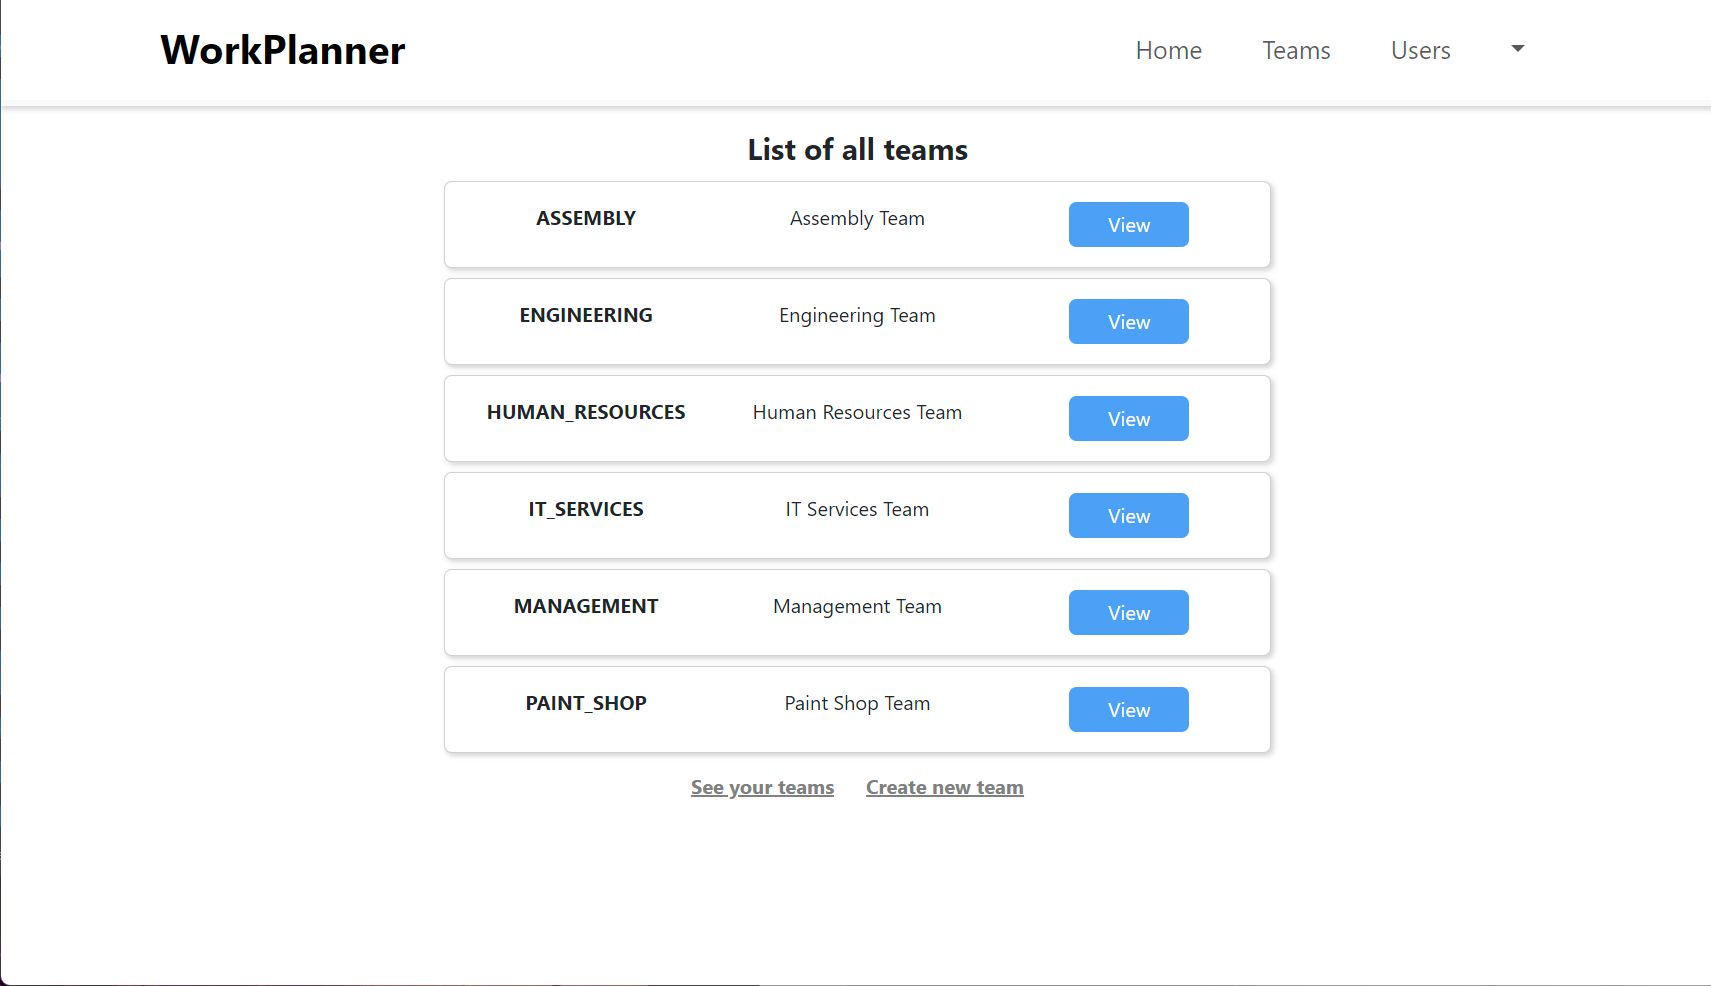 WorkPlanner Home Teams Users
List of all teams
ASSEMBLY Assembly Team View
ENGINEERING Engineering Team View
HUMAN_RESOURCES Human Resources Team View
IT_SERVICES IT Services Team View
MANAGEMENT Management Team View
PAINT_SHOP Paint Shop Team View
See your teams Create new team